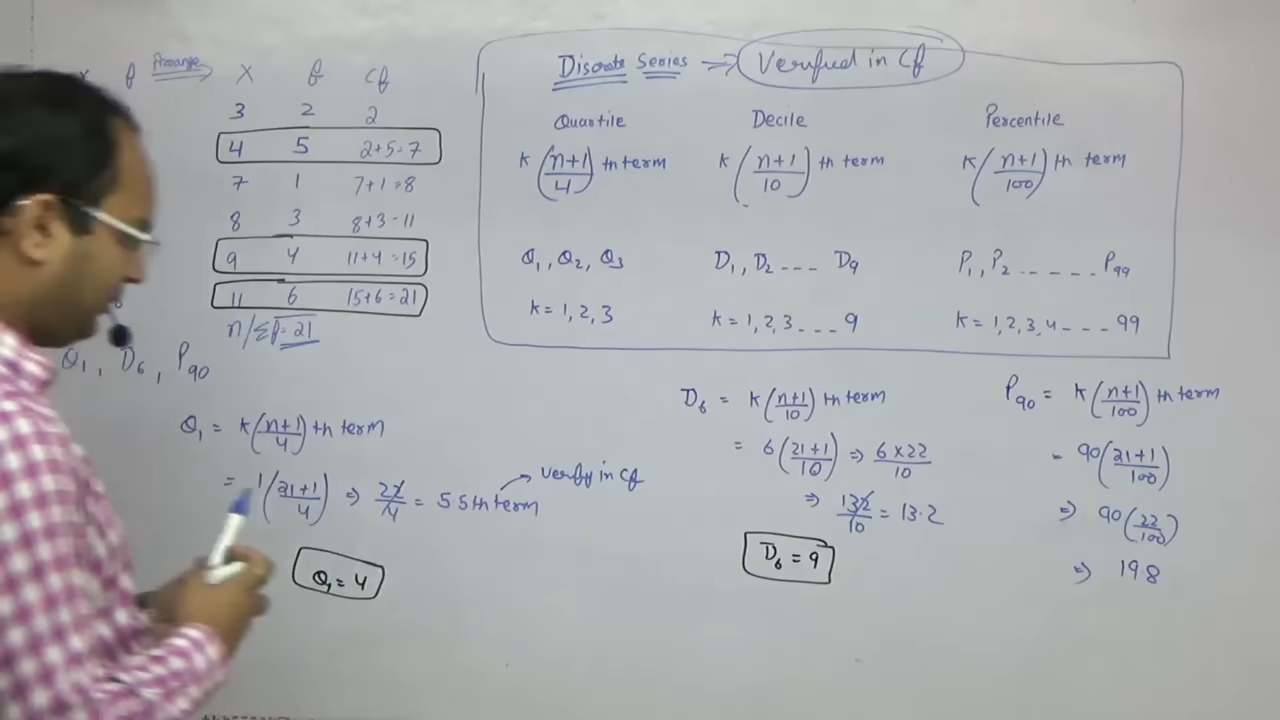 x f Arrange → X f Cf
3 2 2
4 5 2+5=7
7 1 7+1=8
8 3 8+3=11
9 4 11+4=15
11 6 15+6=21
n/Σf=21
Q₁, D₆, P₉₀
Discrete Series ⇒ Verified in Cf
Quartile Decile Percentile
K(n+1/4)th term K(n+1/10)th term K(n+1/100)th term
Q₁, Q₂, Q₃ D₁, D₂ --- D₉ P₁, P₂ ----- P₉₉
K=1,2,3 K=1,2,3---9 K=1,2,3,4---99
Q₁ = K(n+1/4)th term
= 1(21+1/4) ⇒ 22/4 = 5.5th term → Verify in Cf
Q₁=4
D₆ = K(n+1/10)th term
= 6(21+1/10) ⇒ 6×22/10
⇒ 132/10 = 13.2
D₆=9
P₉₀ = K(n+1/100)th term
= 90(21+1/100)
⇒ 90(22/100)
⇒ 19.8